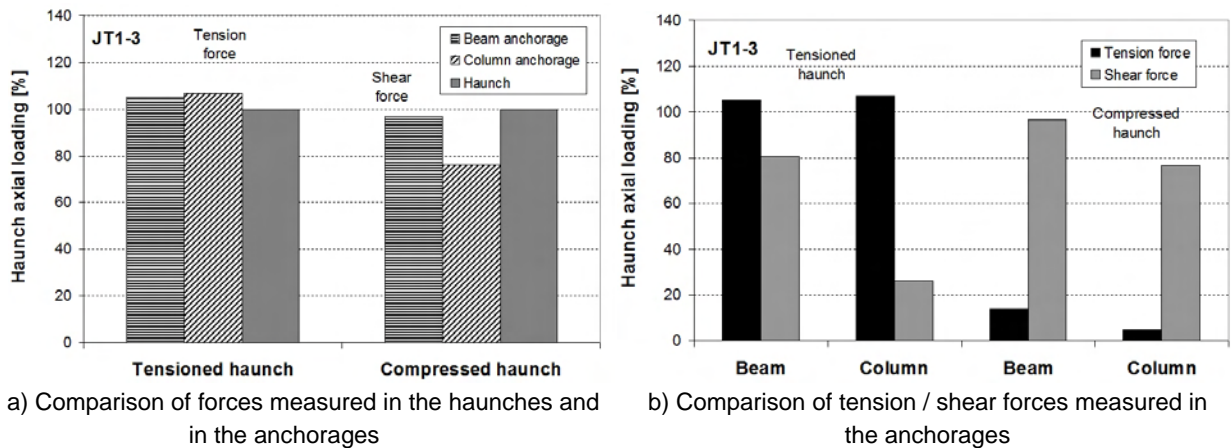 140
120
100
80
60
40
20
0
Haunch axial loading [%]
JT1-3
Tension
force
Shear
force
Beam anchorage
Column anchorage
Haunch
Tensioned haunch
Compressed haunch
a) Comparison of forces measured in the haunches and
in the anchorages
140
120
100
80
60
40
20
0
Haunch axial loading [%]
JT1-3
Tensioned
haunch
Tension force
Shear force
Compressed
haunch
Beam
Column
Beam
Column
b) Comparison of tension / shear forces measured in
the anchorages